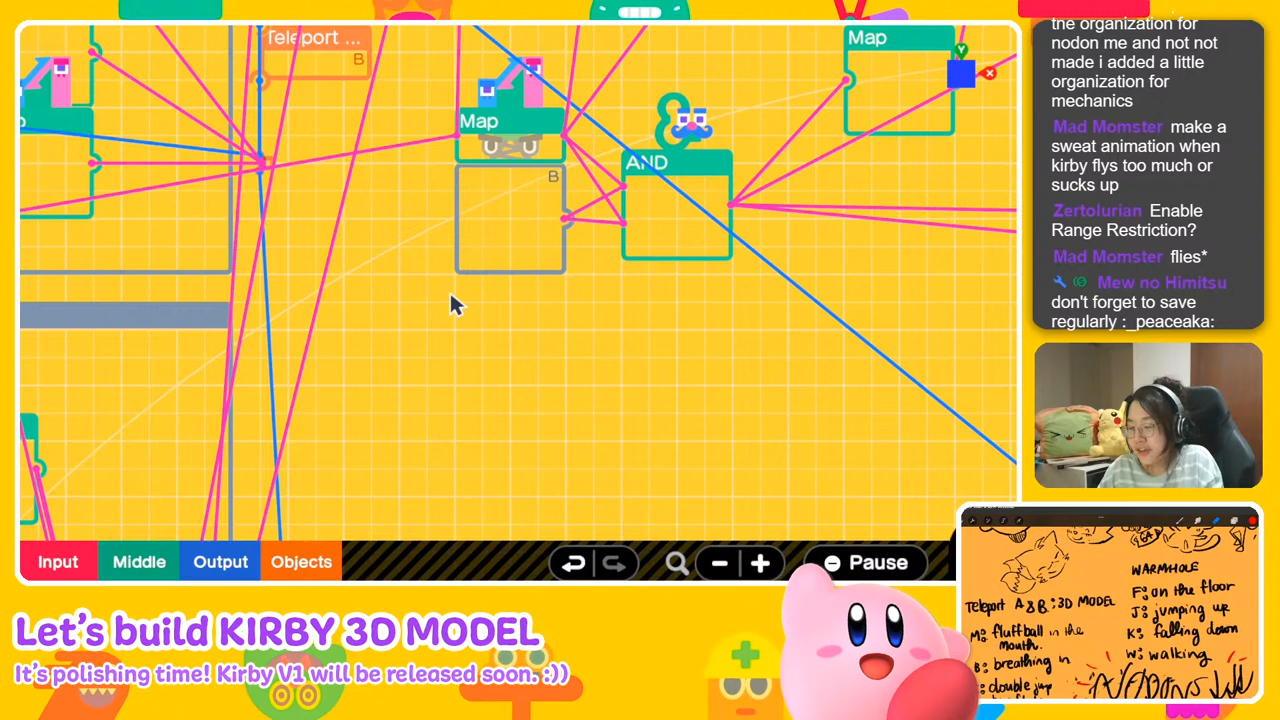 the organization for
nodon me and not not
made i added a little
organization for
mechanics
Mad Momster make a
sweat animation when
kirby flys too much or
sucks up
Zertolurian Enable
Range Restriction?
Mad Momster flies*
Mew no Himitsu
don't forget to save
regularly :_peaceaka:
Teleport ...
B
Map
B
AND
Map
Y
Input
Middle
Output
Objects
Pause
Let's build KIRBY 3D MODEL
It's polishing time! Kirby V1 will be released soon. :))
Teleport A&B: 3D MODEL
M: fluffball in the
mouth.
B: breathing in
: double jump
WARMHOLE
F: on the floor
J: jumping up
K: falling down
W: walking